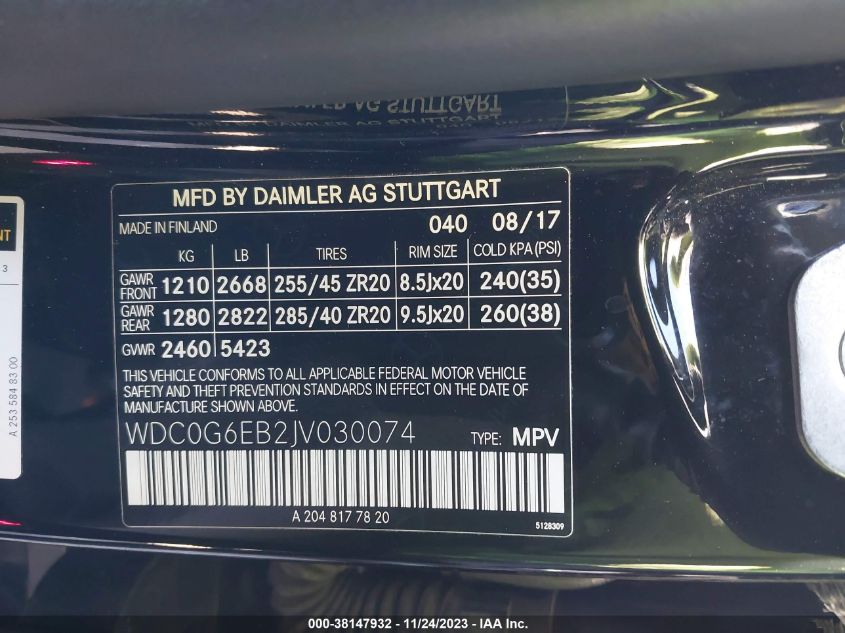 MFD BY DAIMLER AG STUTTGART
MADE IN FINLAND 040 08/17
KG LB TIRES RIM SIZE COLD KPA (PSI)
GAWR FRONT 1210 2668 255/45 ZR20 8.5Jx20 240(35)
GAWR REAR 1280 2822 285/40 ZR20 9.5Jx20 260(38)
GVWR 2460 5423
THIS VEHICLE CONFORMS TO ALL APPLICABLE FEDERAL MOTOR VEHICLE
SAFETY AND THEFT PREVENTION STANDARDS IN EFFECT ON THE DATE OF
MANUFACTURE SHOWN ABOVE.
WDC0G6EB2JV030074 TYPE: MPV
A 204 817 78 20
5128309
A 253 584 83 00
000-38147932 - 11/24/2023 - IAA Inc.